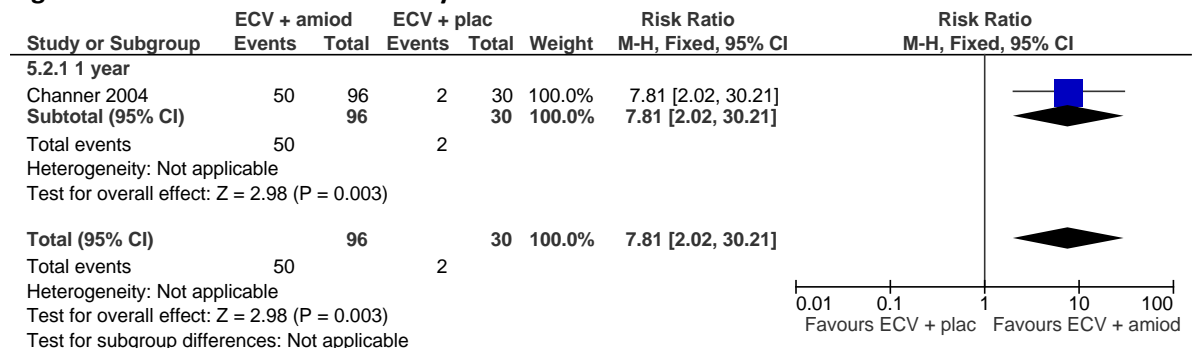 ECV + amiod ECV + plac Risk Ratio Risk Ratio
Study or Subgroup Events Total Events Total Weight M-H, Fixed, 95% CI M-H, Fixed, 95% CI
5.2.1 1 year
Channer 2004 50 96 2 30 100.0% 7.81 [2.02, 30.21]
Subtotal (95% CI) 96 30 100.0% 7.81 [2.02, 30.21]
Total events 50 2
Heterogeneity: Not applicable
Test for overall effect: Z = 2.98 (P = 0.003)
Total (95% CI) 96 30 100.0% 7.81 [2.02, 30.21]
Total events 50 2
Heterogeneity: Not applicable
Test for overall effect: Z = 2.98 (P = 0.003)
Test for subgroup differences: Not applicable
0.01 0.1 1 10 100
Favours ECV + plac Favours ECV + amiod